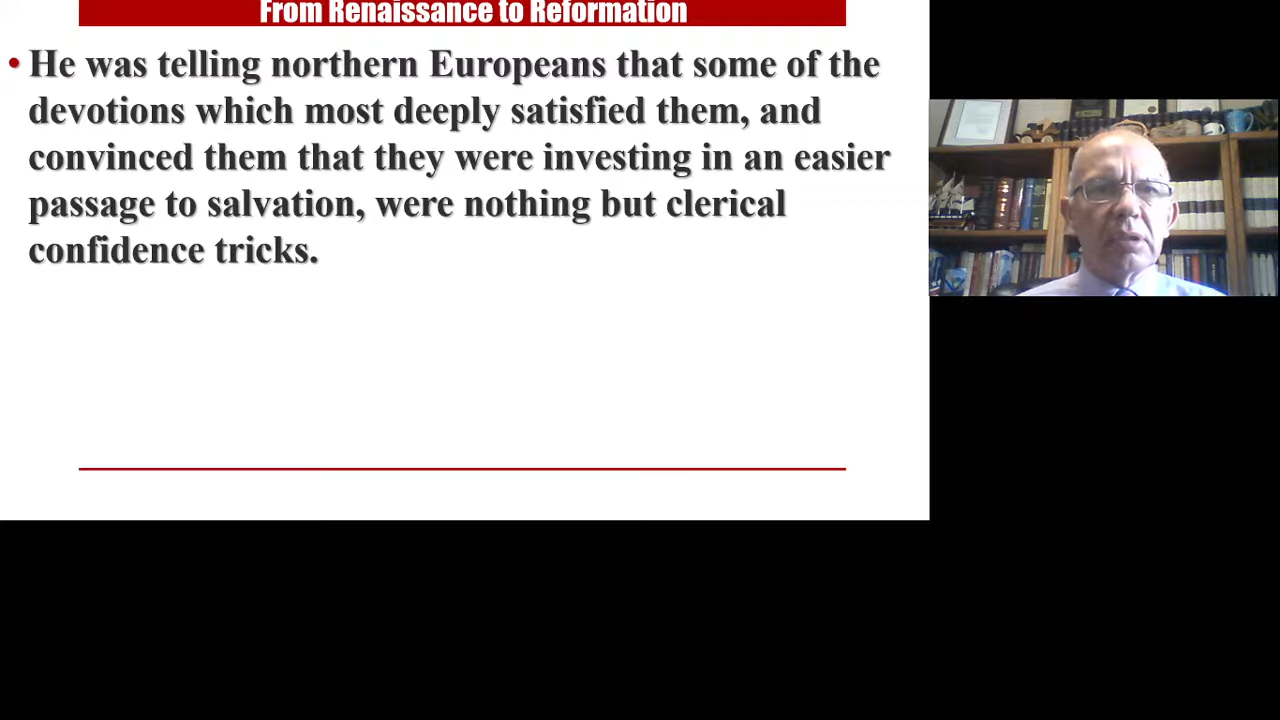 From Renaissance to Reformation
• He was telling northern Europeans that some of the
devotions which most deeply satisfied them, and
convinced them that they were investing in an easier
passage to salvation, were nothing but clerical
confidence tricks.